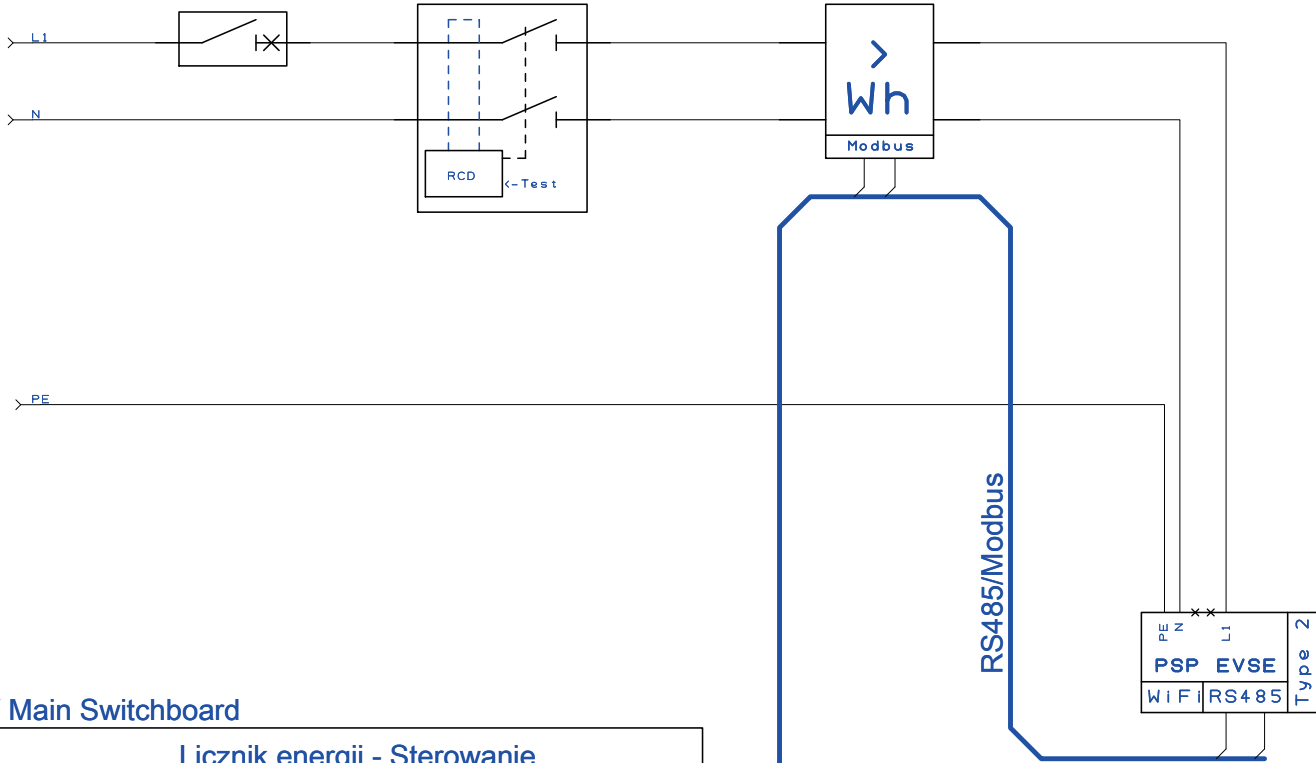 L1
N
>
Wh
Modbus
RCD
<-Test
PE
RS485/Modbus
PE
N
L1
PSP EVSE
WiFi
RS485
Type 2
Main Switchboard
Licznik energii - Sterowanie